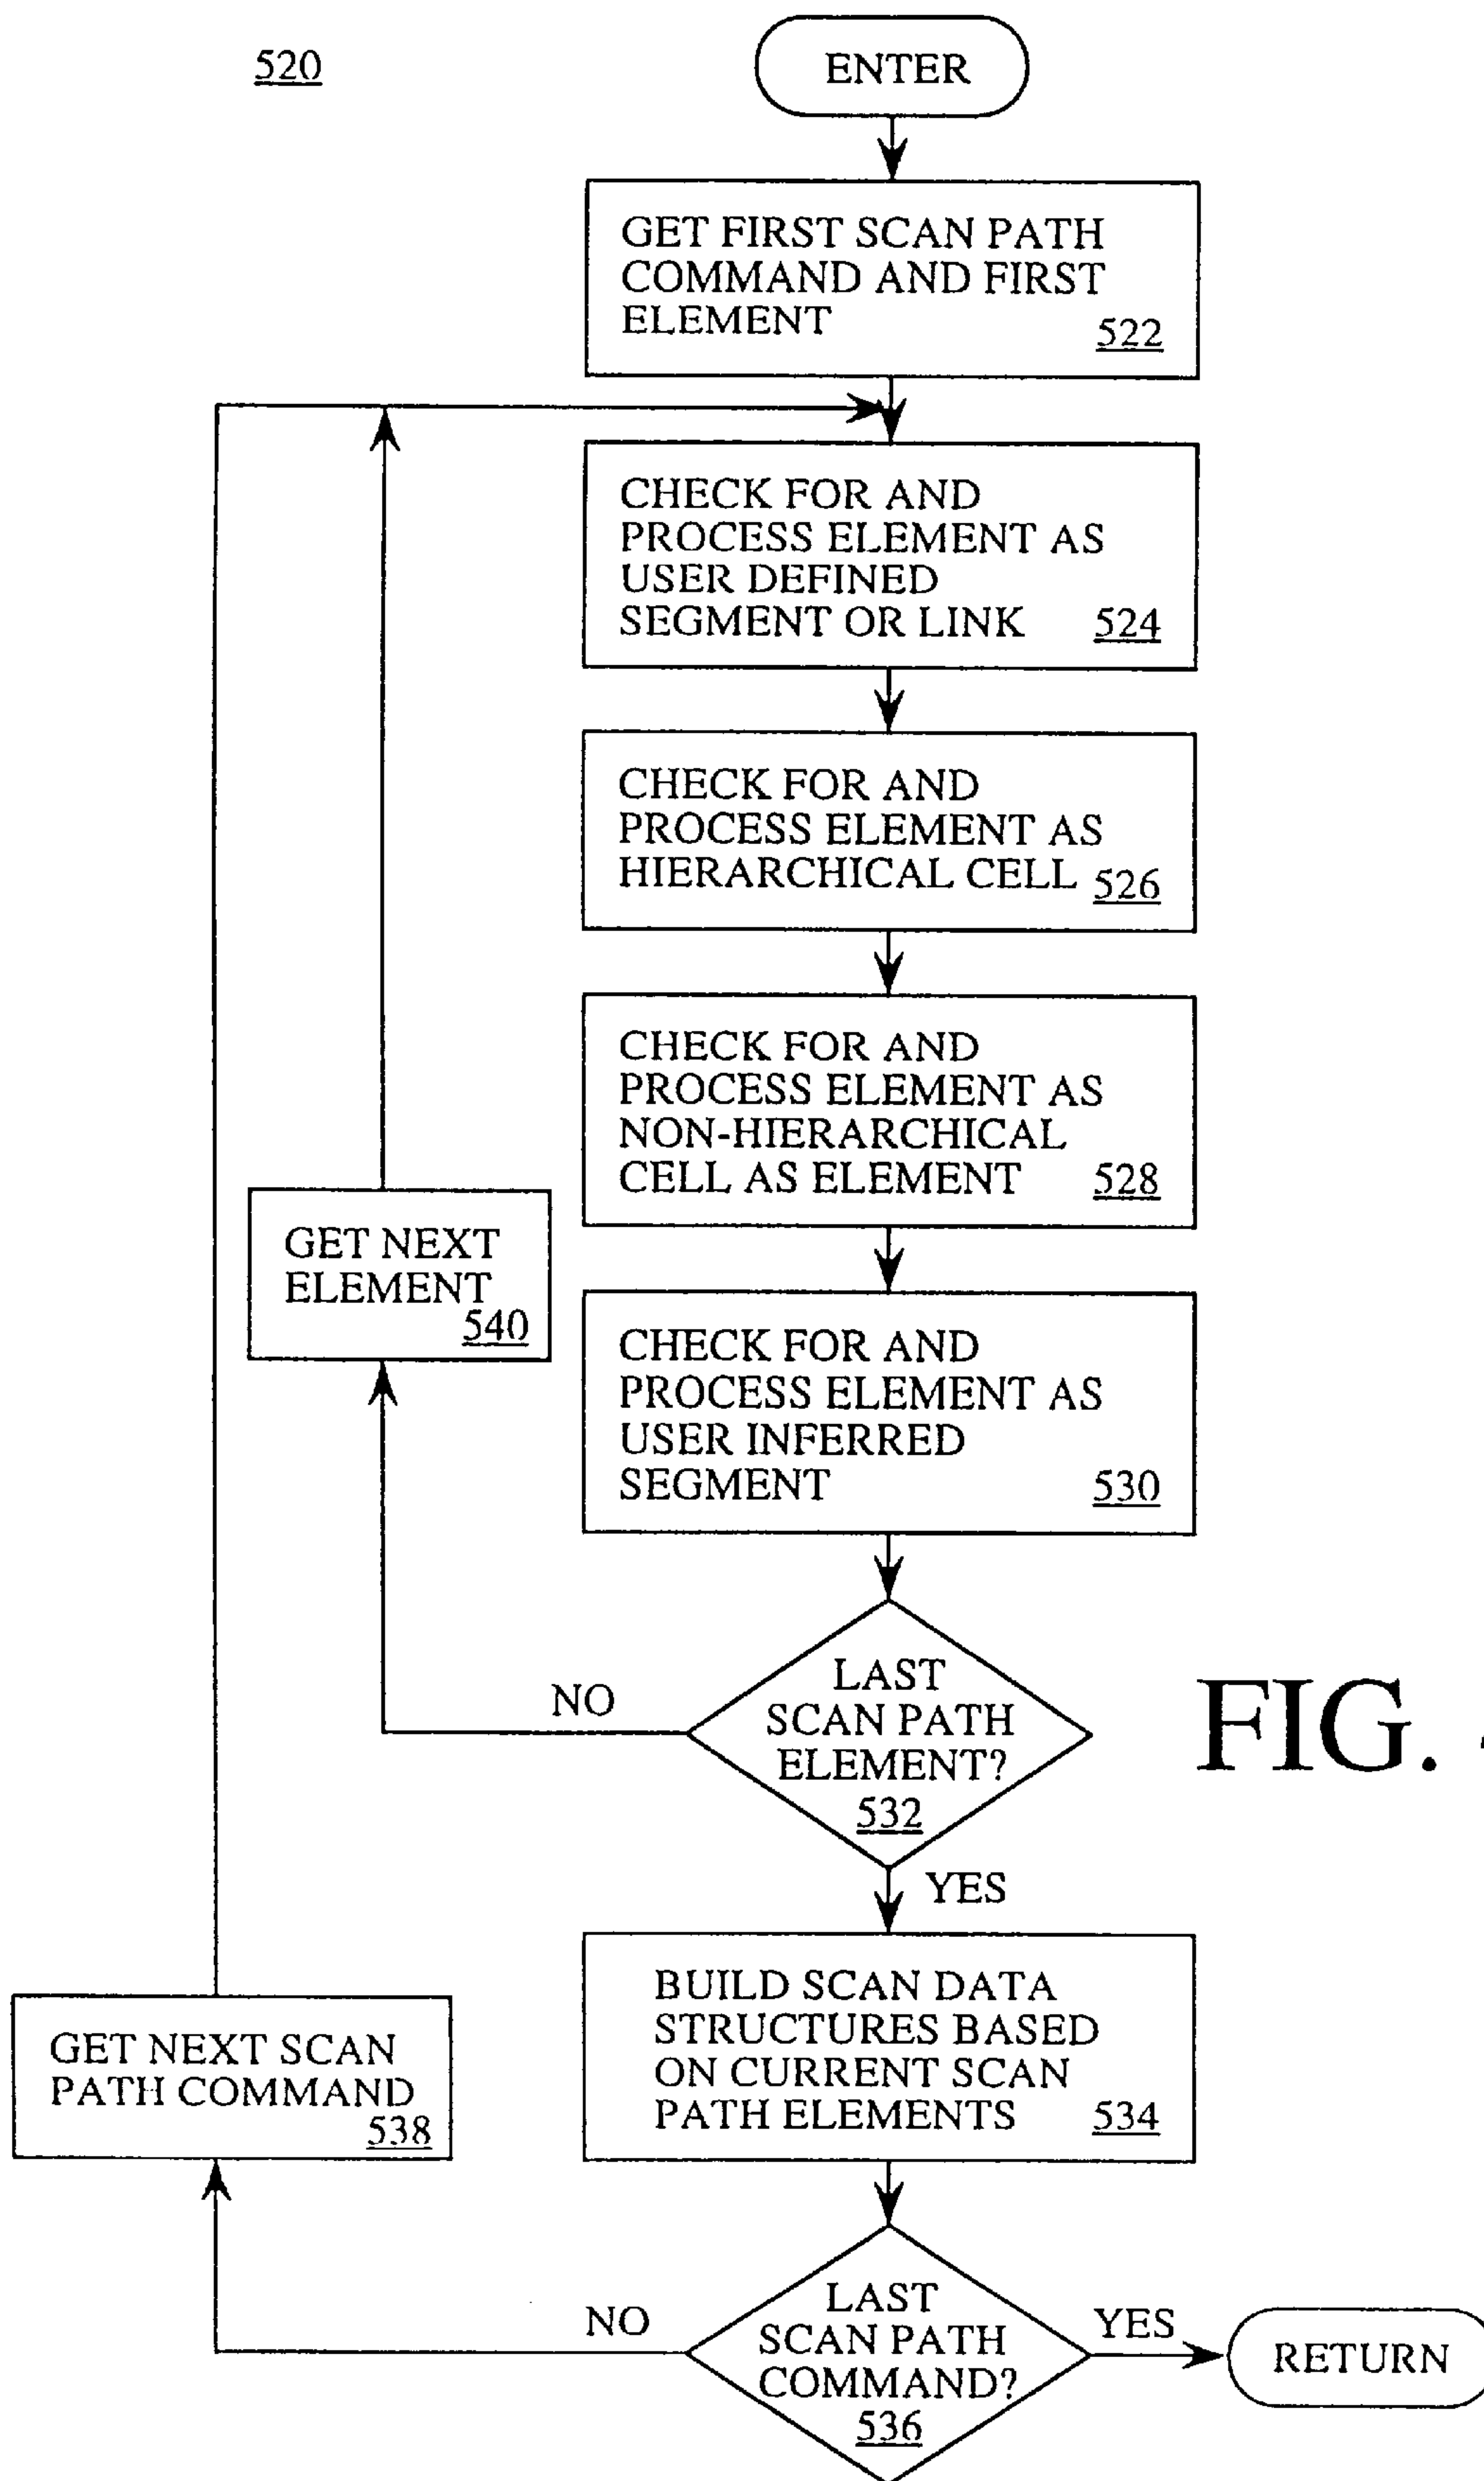 520
ENTER
GET FIRST SCAN PATH
COMMAND AND FIRST
ELEMENT
522
CHECK FOR AND
PROCESS ELEMENT AS
USER DEFINED
SEGMENT OR LINK 524
CHECK FOR AND
PROCESS ELEMENT AS
HIERARCHICAL CELL 526
CHECK FOR AND
PROCESS ELEMENT AS
NON-HIERARCHICAL
CELL AS ELEMENT 528
GET NEXT
ELEMENT
540
CHECK FOR AND
PROCESS ELEMENT AS
USER INFERRED
SEGMENT 530
LAST
SCAN PATH
ELEMENT?
532
NO
FIG.
YES
BUILD SCAN DATA
STRUCTURES BASED
ON CURRENT SCAN
PATH ELEMENTS 534
GET NEXT SCAN
PATH COMMAND
538
LAST
SCAN PATH
COMMAND?
536
NO
YES
RETURN